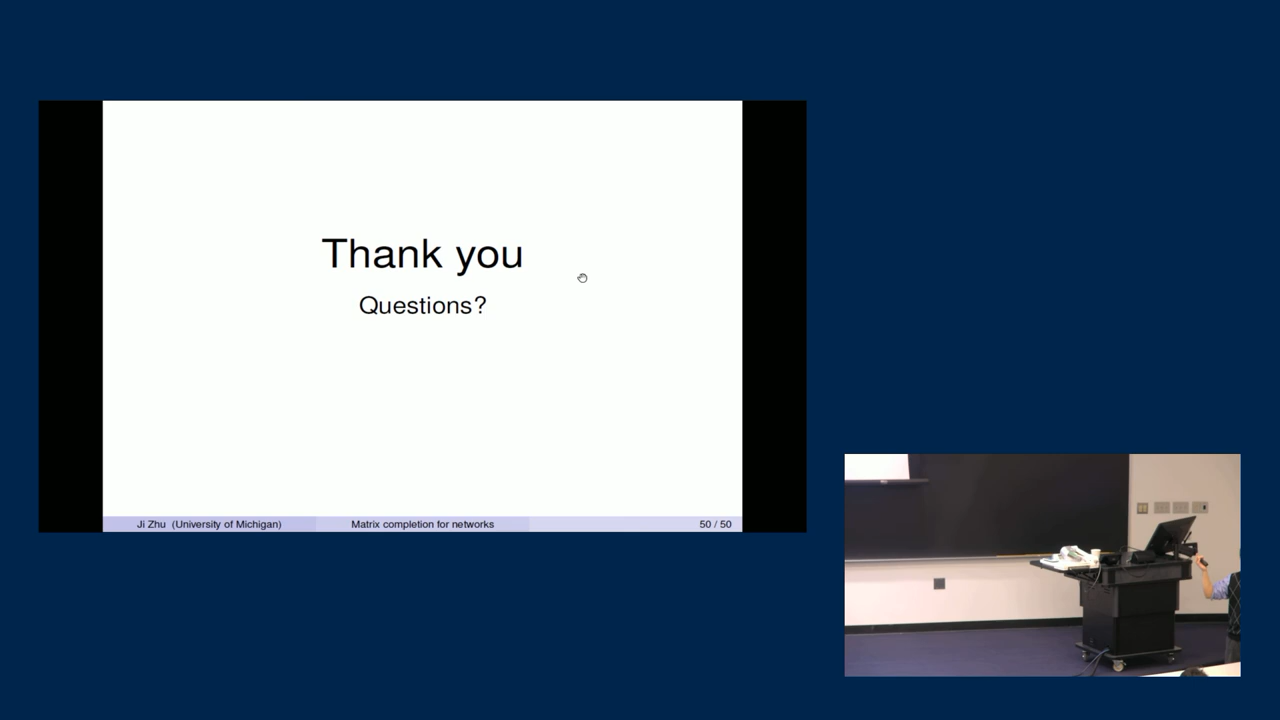 Thank you
Questions?
Ji Zhu (University of Michigan)
Matrix completion for networks
50 / 50